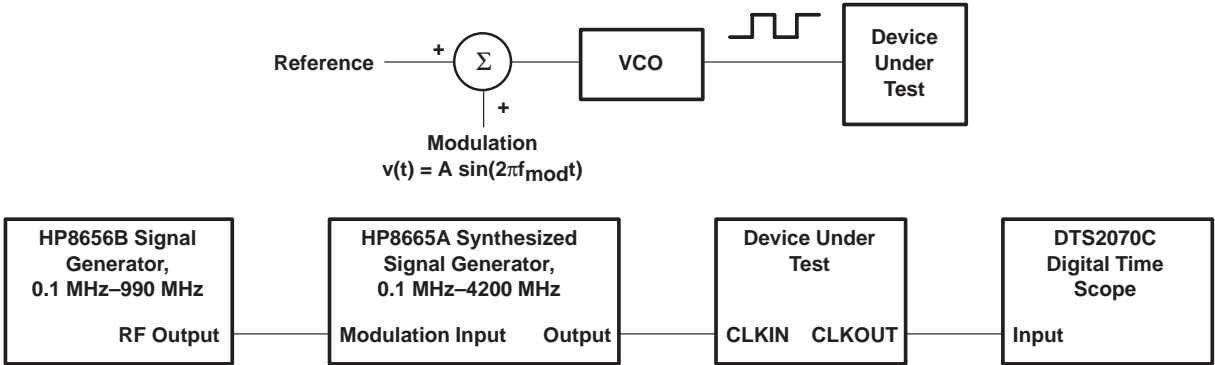 Reference
+
Σ
+
VCO
Device
Under
Test
Modulation
v(t) = A sin(2πfmodt)
HP8656B Signal
Generator,
0.1 MHz–990 MHz
RF Output
HP8665A Synthesized
Signal Generator,
0.1 MHz–4200 MHz
Modulation Input Output
Device Under
Test
CLKIN CLKOUT
DTS2070C
Digital Time
Scope
Input